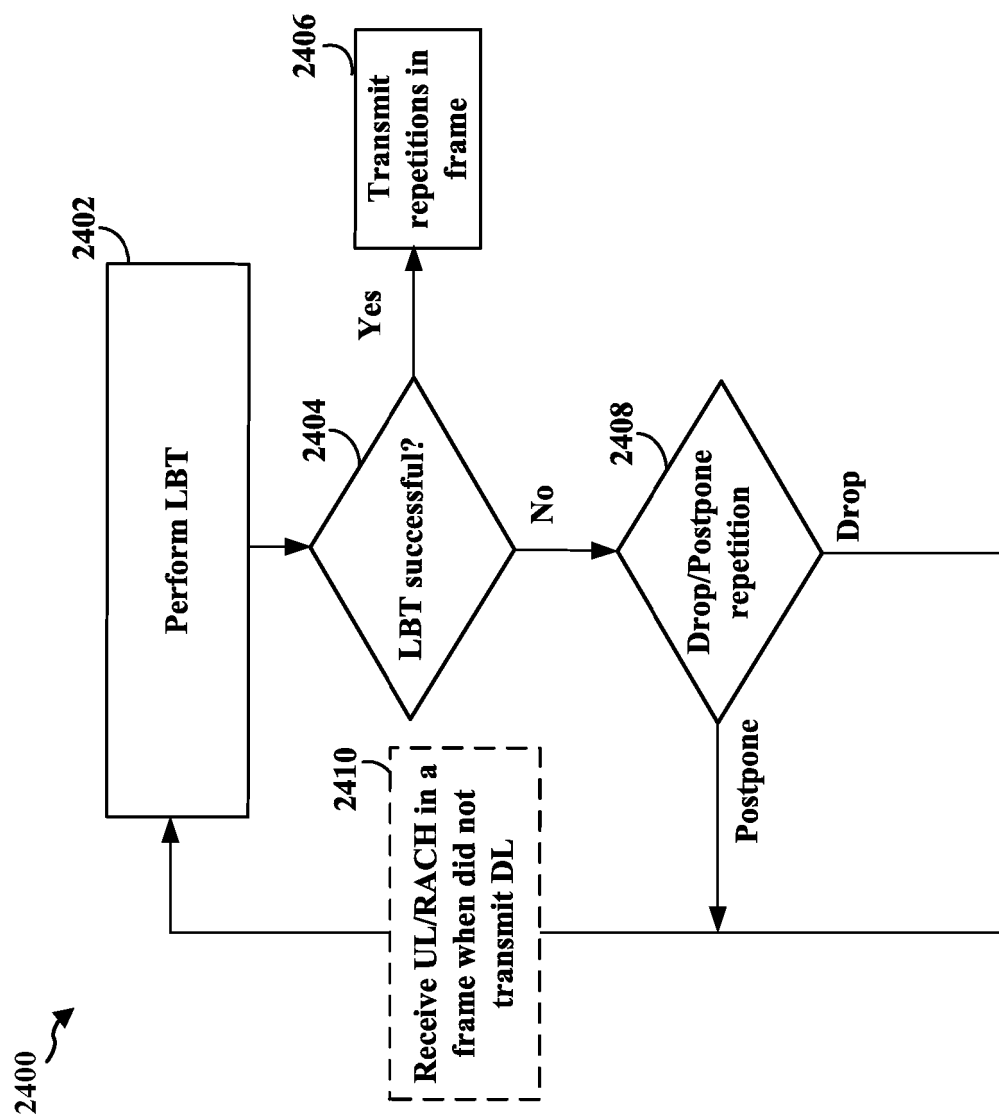 2400
2402
Perform LBT
2404
LBT successful?
Yes
2406
Transmit
repetitions in
frame
No
2408
Drop/Postpone
repetition
Postpone
Drop
2410
Receive UL/RACH in a
frame when did not
transmit DL